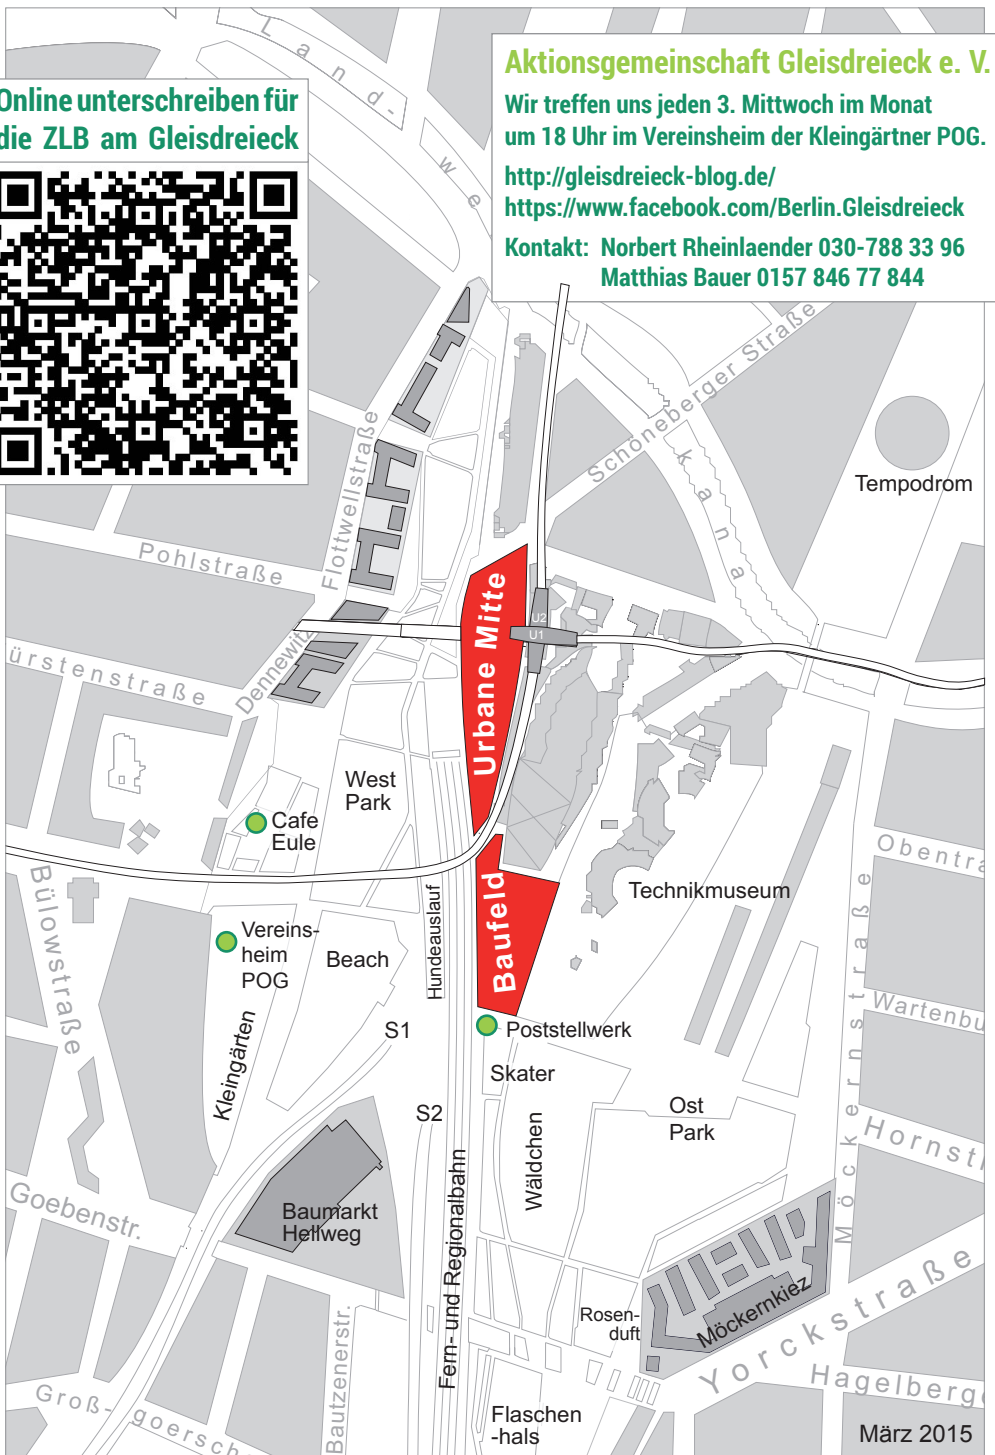 Online unterschreiben für
die ZLB am Gleisdreieck
Aktionsgemeinschaft Gleisdreieck e. V.
Wir treffen uns jeden 3. Mittwoch im Monat
um 18 Uhr im Vereinsheim der Kleingärtner POG.
http://gleisdreieck-blog.de/
https://www.facebook.com/Berlin.Gleisdreieck
Kontakt: Norbert Rheinlaender 030-788 33 96
Matthias Bauer 0157 846 77 844
Land-
we
kana
Schöneberger Straße
Tempodrom
Flottwellstraße
Pohlstraße
U2
U1
Urbane Mitte
Dennewitz
ürstenstraße
West
Park
Cafe
Eule
Obentra
Bülowstraße
Technikmuseum
Hundeauslauf
Baufeld
Vereins-
heim
POG
Beach
Wartenbu
Möckernstraße
S1
Poststellwerk
Kleingärten
Skater
S2
Ost
Park
Wäldchen
Hornst
Goebenstr.
Baumarkt
Hellweg
Fern- und Regionalbahn
Rosen-
duft
Möckernkiez
Yorckstraße
Hagelberg
Bautzenerstr.
Groß-
goersch
Flaschen
-hals
März 2015